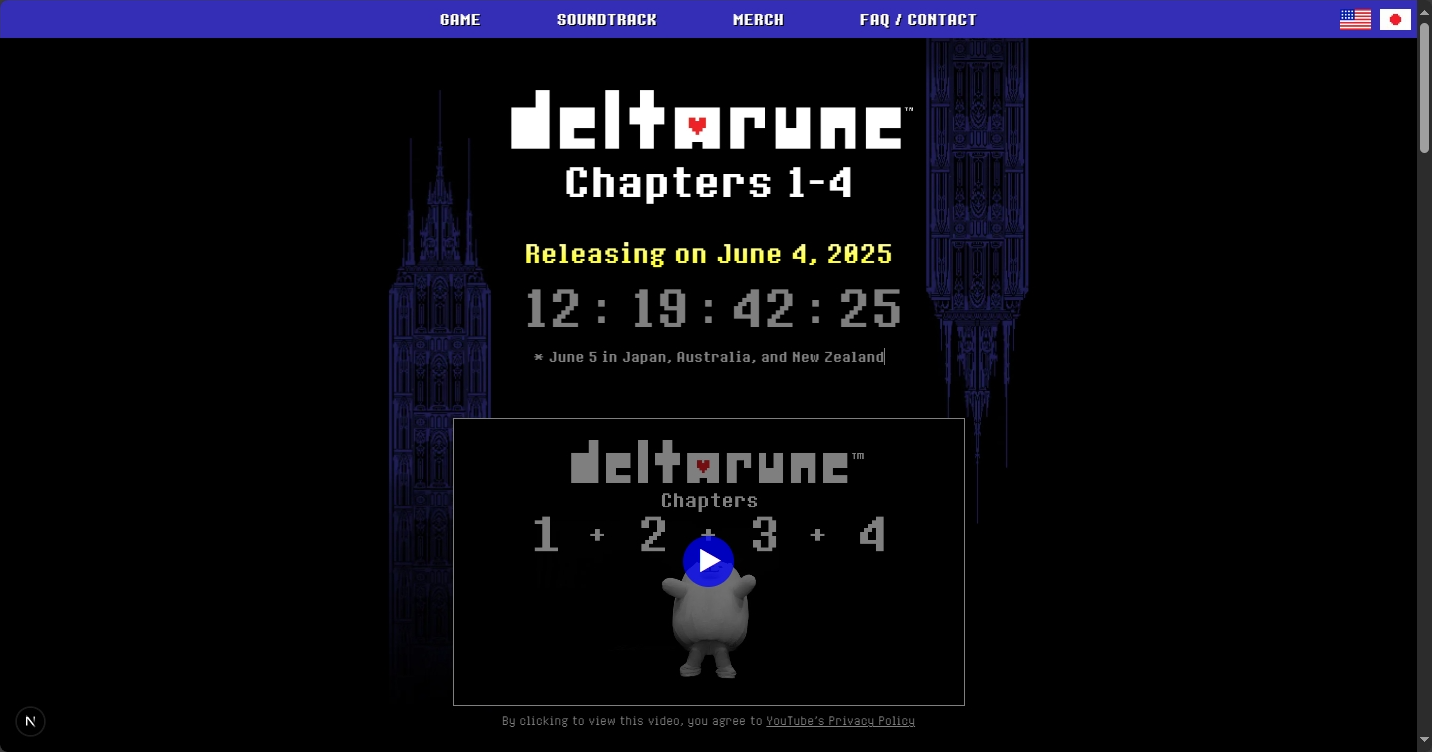 GAME SOUNDTRACK MERCH FAQ / CONTACT
deltarune™
Chapters 1-4
Releasing on June 4, 2025
12 : 19 : 42 : 25
* June 5 in Japan, Australia, and New Zealand
deltarune™
Chapters
1 + 2 + 3 + 4
By clicking to view this video, you agree to YouTube's Privacy Policy
N